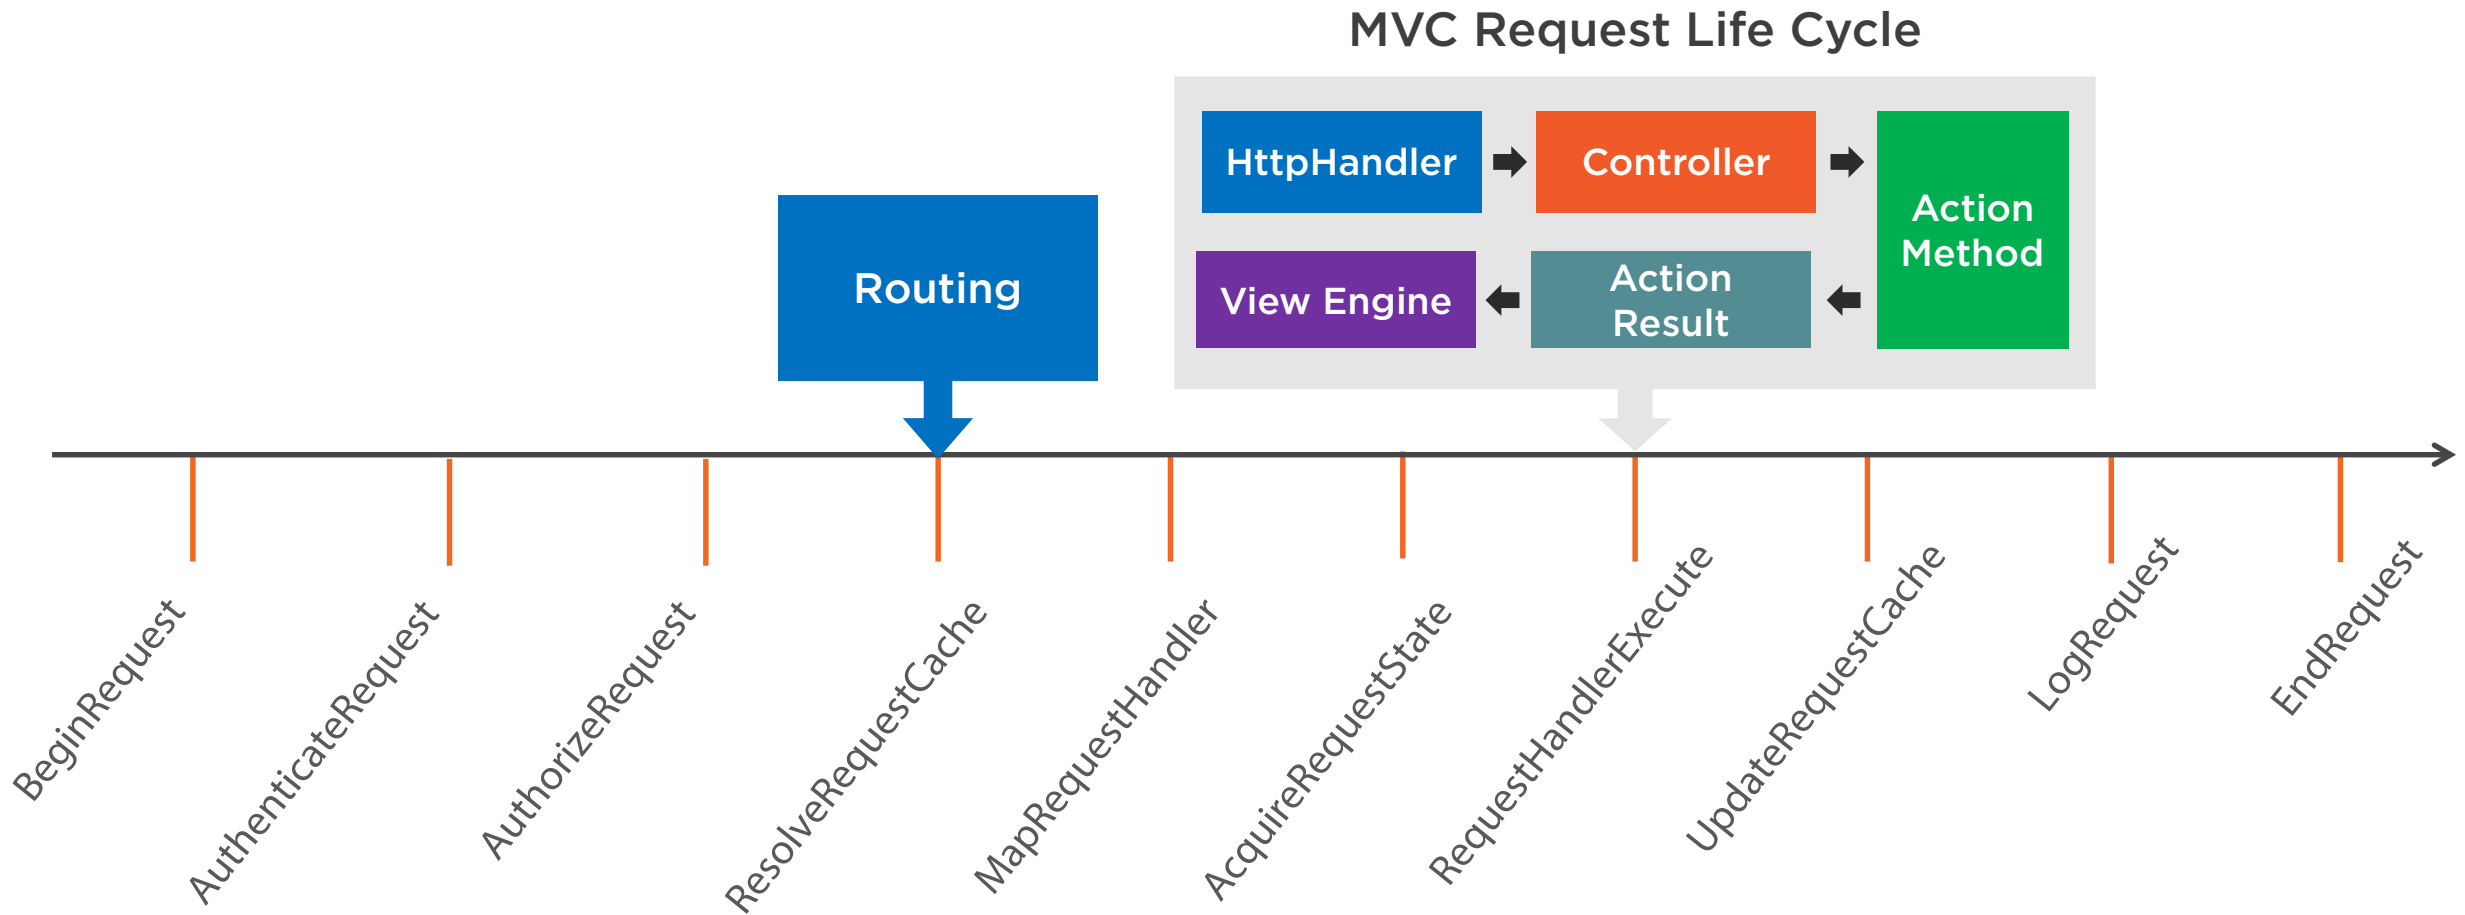 MVC Request Life Cycle
HttpHandler
Controller
Action
Method
Routing
View Engine
Action
Result
BeginRequest
AuthenticateRequest
AuthorizeRequest
ResolveRequestCache
MapRequestHandler
AcquireRequestState
RequestHandlerExecute
UpdateRequestCache
LogRequest
EndRequest